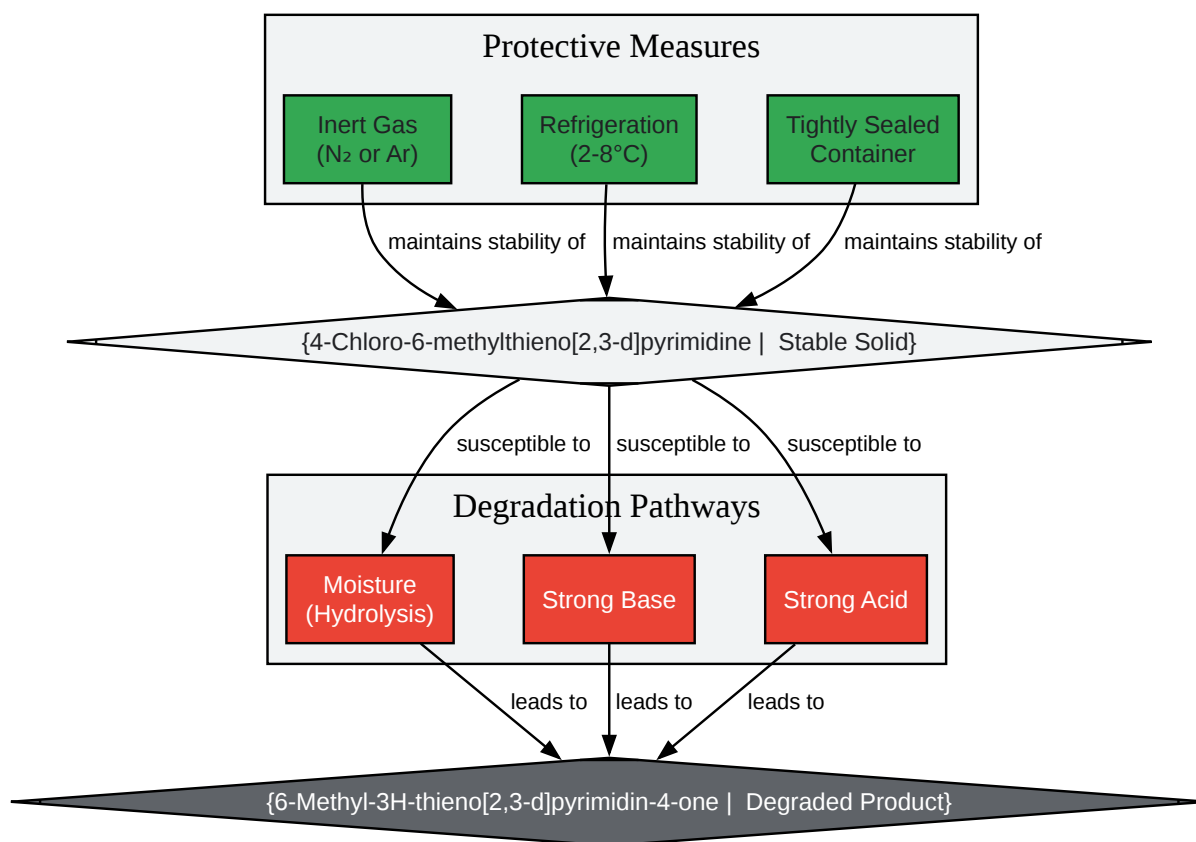 Protective Measures
Inert Gas
(N₂ or Ar)
Refrigeration
(2-8°C)
Tightly Sealed
Container
maintains stability of
maintains stability of
maintains stability of
{4-Chloro-6-methylthieno[2,3-d]pyrimidine | Stable Solid}
susceptible to
susceptible to
susceptible to
Degradation Pathways
Moisture
(Hydrolysis)
Strong Base
Strong Acid
leads to
leads to
leads to
{6-Methyl-3H-thieno[2,3-d]pyrimidin-4-one | Degraded Product}